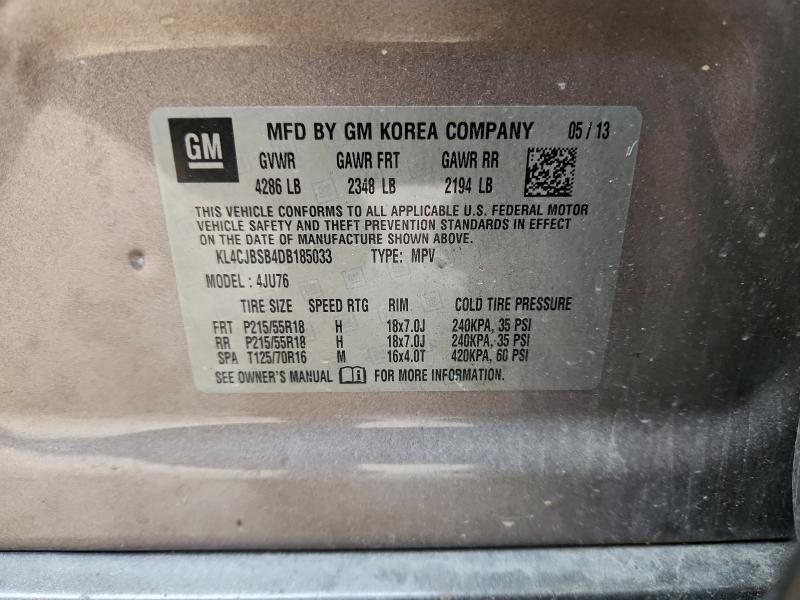 GM MFD BY GM KOREA COMPANY 05 / 13
GVWR GAWR FRT GAWR RR
4286 LB 2348 LB 2194 LB
THIS VEHICLE CONFORMS TO ALL APPLICABLE U.S. FEDERAL MOTOR
VEHICLE SAFETY AND THEFT PREVENTION STANDARDS IN EFFECT
ON THE DATE OF MANUFACTURE SHOWN ABOVE.
KL4CJBSB4DB185033 TYPE: MPV
MODEL : 4JU76
TIRE SIZE SPEED RTG RIM COLD TIRE PRESSURE
FRT P215/55R18 H 18x7.0J 240KPA, 35 PSI
RR P215/55R18 H 18x7.0J 240KPA, 35 PSI
SPA T125/70R16 M 16x4.0T 420KPA, 60 PSI
SEE OWNER'S MANUAL FOR MORE INFORMATION.